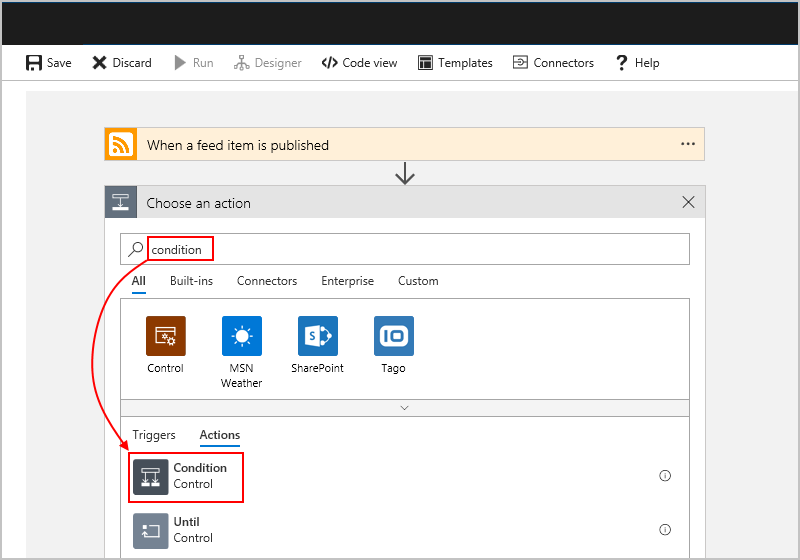 Save Discard Run Designer Code view Templates Connectors Help
When a feed item is published
Choose an action
condition
All Built-ins Connectors Enterprise Custom
Control MSN Weather SharePoint Tago
Triggers Actions
Condition
Control
Until
Control